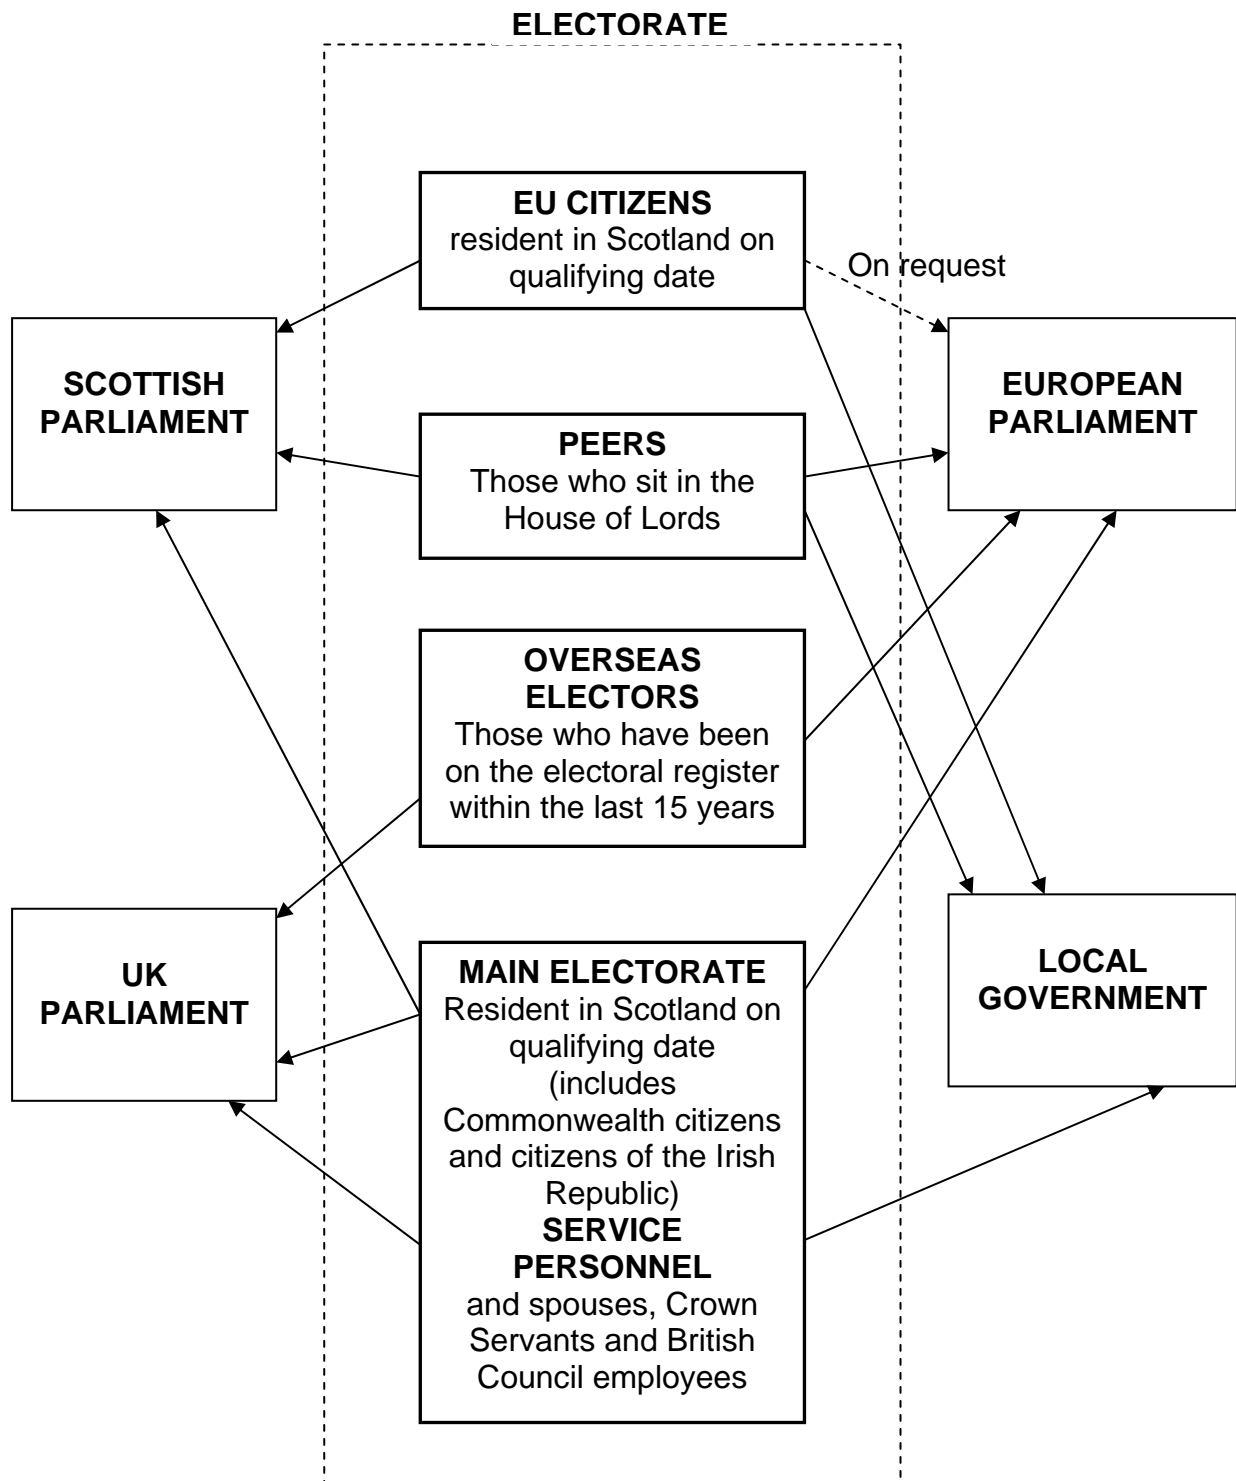 ELECTORATE
EU CITIZENS
resident in Scotland on
qualifying date
On request
SCOTTISH
PARLIAMENT
EUROPEAN
PARLIAMENT
PEERS
Those who sit in the
House of Lords
OVERSEAS
ELECTORS
Those who have been
on the electoral register
within the last 15 years
UK
PARLIAMENT
MAIN ELECTORATE
Resident in Scotland on
qualifying date
(includes
Commonwealth citizens
and citizens of the Irish
Republic)
SERVICE
PERSONNEL
and spouses, Crown
Servants and British
Council employees
LOCAL
GOVERNMENT